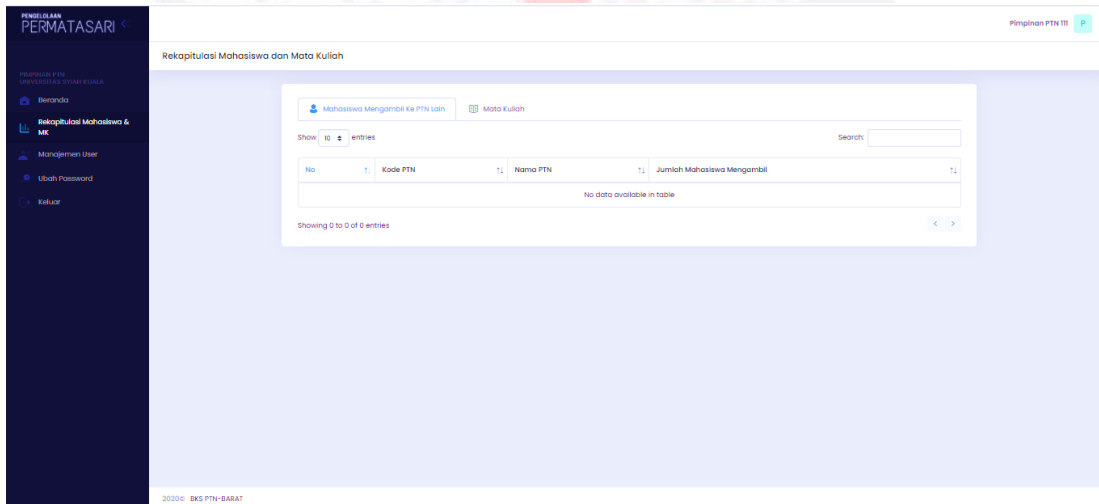 PENGELOLAAN
PERMATASARI
Pimpinan PTN 111 P
Rekapitulasi Mahasiswa dan Mata Kuliah
PIMPINAN PTN
UNIVERSITAS SYIAH KUALA
Beranda
Rekapitulasi Mahasiswa &
MK
Manajemen User
Ubah Password
Keluar
Mahasiswa Mengambil Ke PTN Lain Mata Kuliah
Show 10 entries Search:
No Kode PTN Nama PTN Jumlah Mahasiswa Mengambil
No data available in table
Showing 0 to 0 of 0 entries
2020© BKS PTN-BARAT